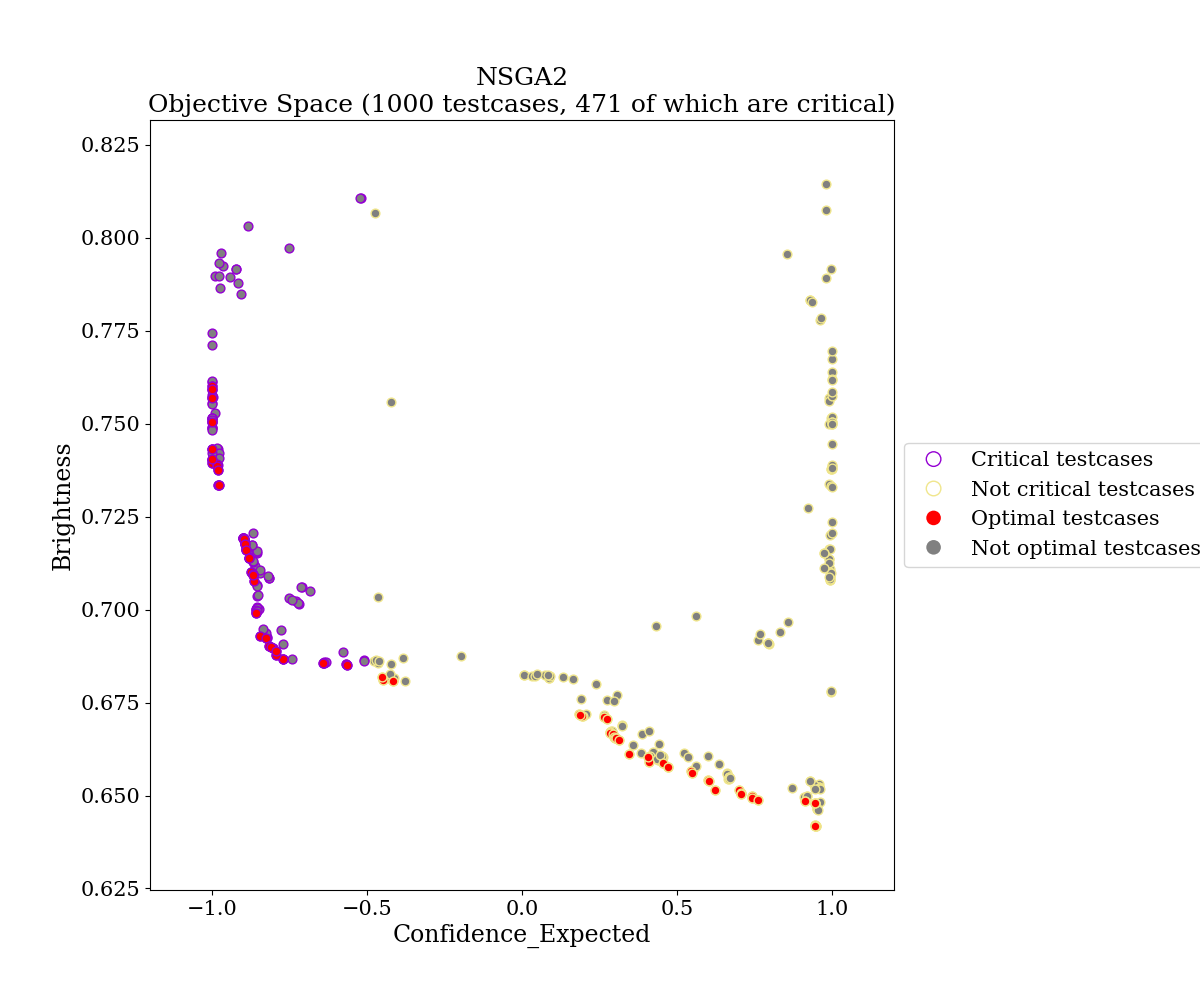 NSGA2
Objective Space (1000 testcases, 471 of which are critical)
0.825
0.800
0.775
0.750
0.725
0.700
0.675
0.650
0.625
Brightness
−1.0
−0.5
0.0
0.5
1.0
Confidence_Expected
Critical testcases
Not critical testcases
Optimal testcases
Not optimal testcases